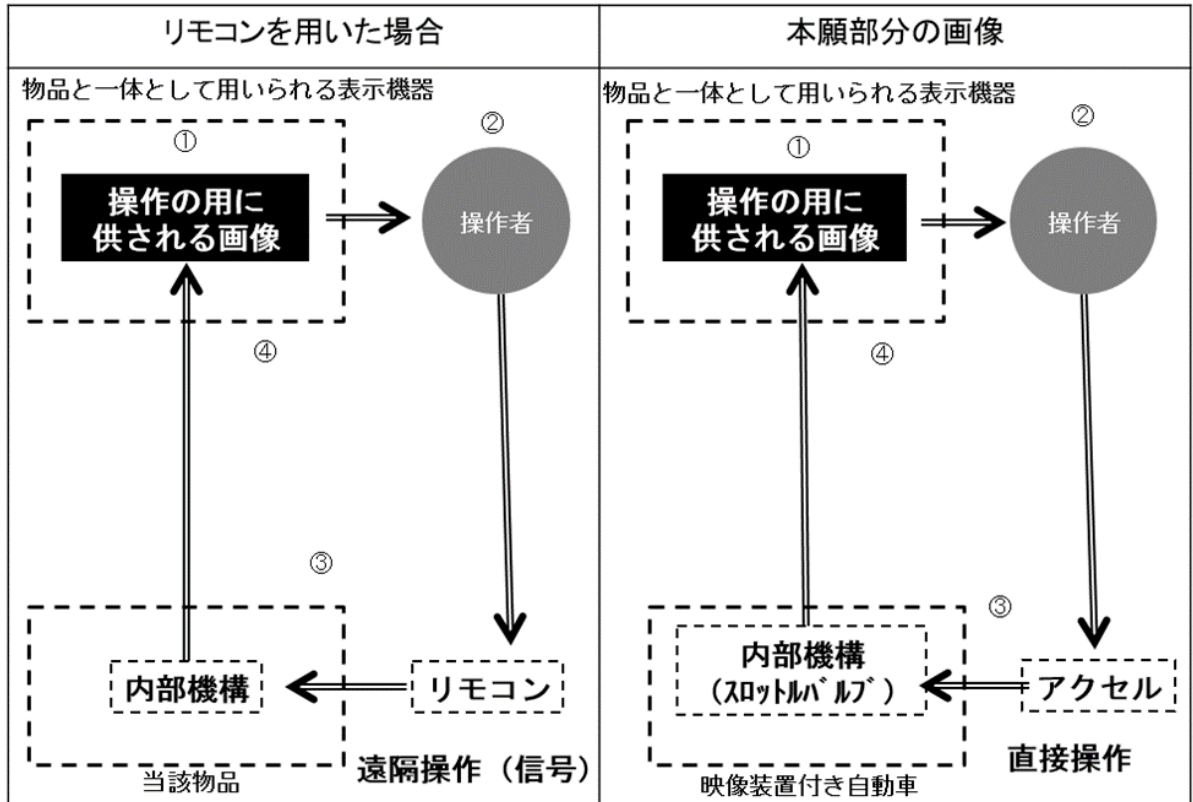 リモコンを用いた場合
物品と一体として用いられる表示機器
①
②
操作の用に
供される画像
操作者
④
③
内部機構
リモコン
遠隔操作（信号）
当該物品
本願部分の画像
物品と一体として用いられる表示機器
①
②
操作の用に
供される画像
操作者
④
③
内部機構
（ｽﾛｯﾄﾙﾊﾞﾙﾌﾞ）
アクセル
直接操作
映像装置付き自動車